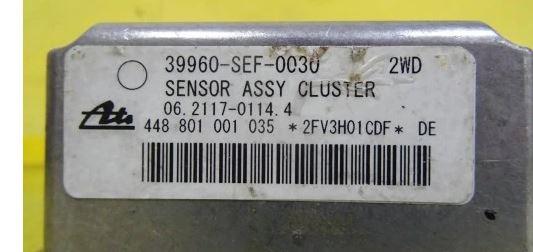 39960-SEF-0030 2WD
SENSOR ASSY CLUSTER
06.2117-0114.4
Ate
448 801 001 035 *2FV3H01CDF* DE